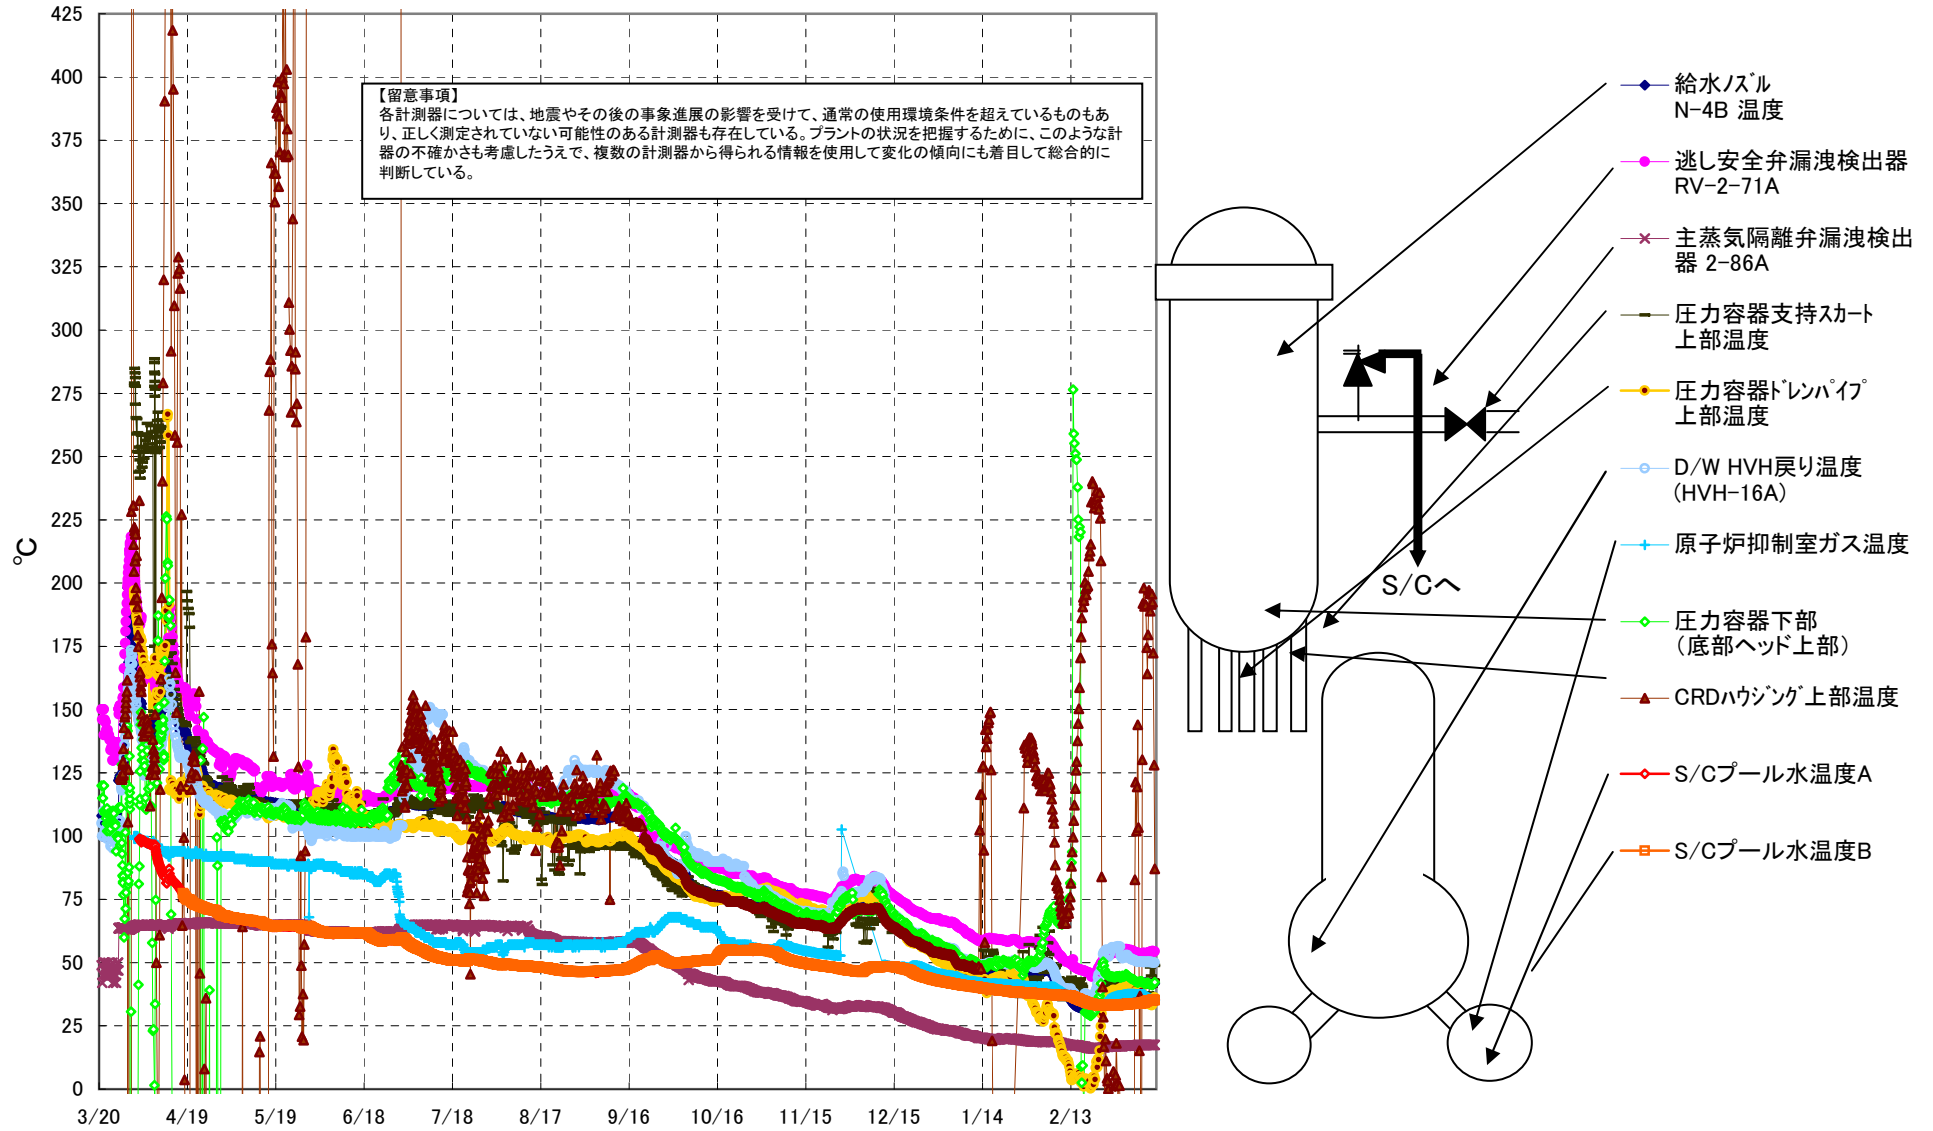 425
400
375
350
325
300
275
250
225
200
175
150
125
100
75
50
25
0
℃
3/20
4/19
5/19
6/18
7/18
8/17
9/16
10/16
11/15
12/15
1/14
2/13
【留意事項】
各計測器については、地震やその後の事象進展の影響を受けて、通常の使用環境条件を超えているものもあ
り、正しく測定されていない可能性のある計測器も存在している。プラントの状況を把握するために、このような計
器の不確かさも考慮したうえで、複数の計測器から得られる情報を使用して変化の傾向にも着目して総合的に
判断している。
S/Cへ
給水ﾉｽﾞﾙ
N-4B 温度
逃し安全弁漏洩検出器
RV-2-71A
主蒸気隔離弁漏洩検出
器 2-86A
圧力容器支持ｽｶｰﾄ
上部温度
圧力容器ﾄﾞﾚﾝﾊﾟｲﾌﾟ
上部温度
D/W HVH戻り温度
(HVH-16A)
原子炉抑制室ガス温度
圧力容器下部
（底部ヘッド上部）
CRDﾊｳｼﾞﾝｸﾞ上部温度
S/Cプール水温度A
S/Cプール水温度B